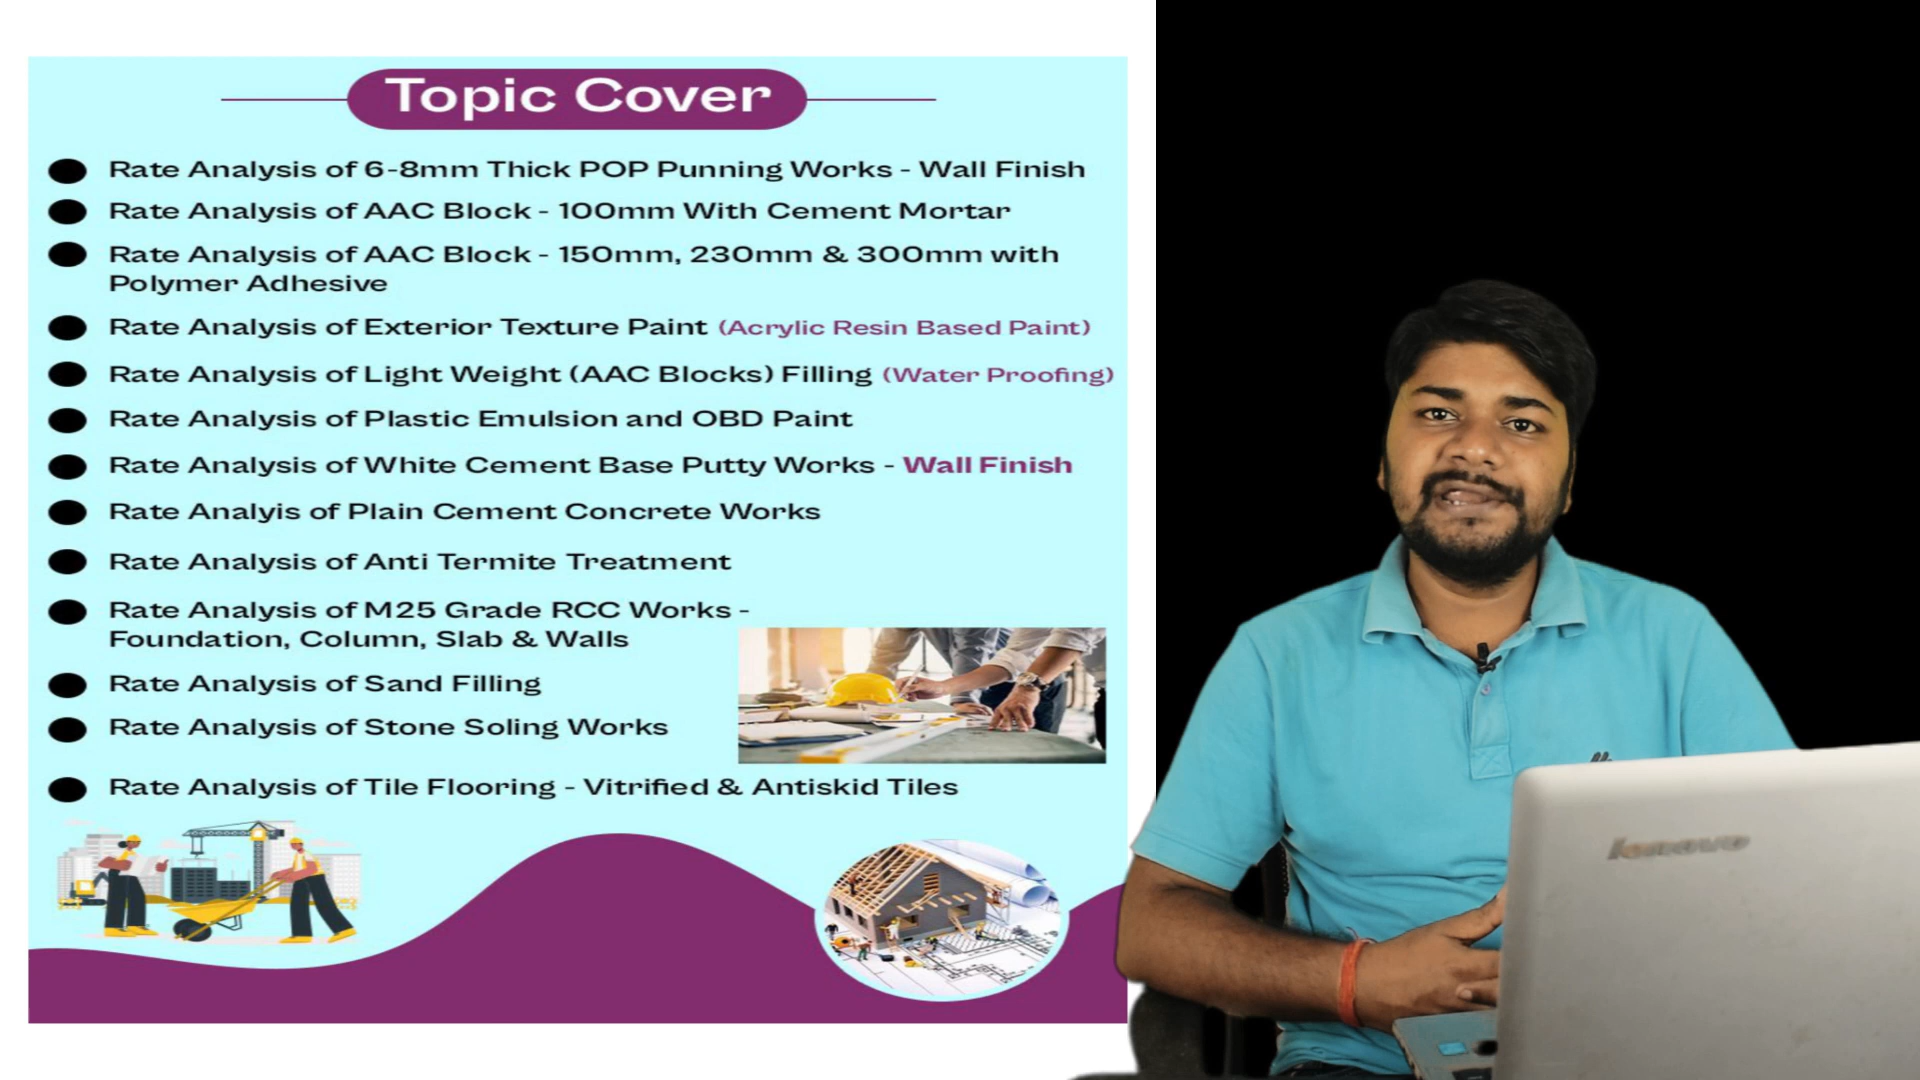 Topic Cover
Rate Analysis of 6-8mm Thick POP Punning Works - Wall Finish
Rate Analysis of AAC Block - 100mm With Cement Mortar
Rate Analysis of AAC Block - 150mm, 230mm & 300mm with
Polymer Adhesive
Rate Analysis of Exterior Texture Paint (Acrylic Resin Based Paint)
Rate Analysis of Light Weight (AAC Blocks) Filling (Water Proofing)
Rate Analysis of Plastic Emulsion and OBD Paint
Rate Analysis of White Cement Base Putty Works - Wall Finish
Rate Analyis of Plain Cement Concrete Works
Rate Analysis of Anti Termite Treatment
Rate Analysis of M25 Grade RCC Works -
Foundation, Column, Slab & Walls
Rate Analysis of Sand Filling
Rate Analysis of Stone Soling Works
Rate Analysis of Tile Flooring - Vitrified & Antiskid Tiles
lenovo